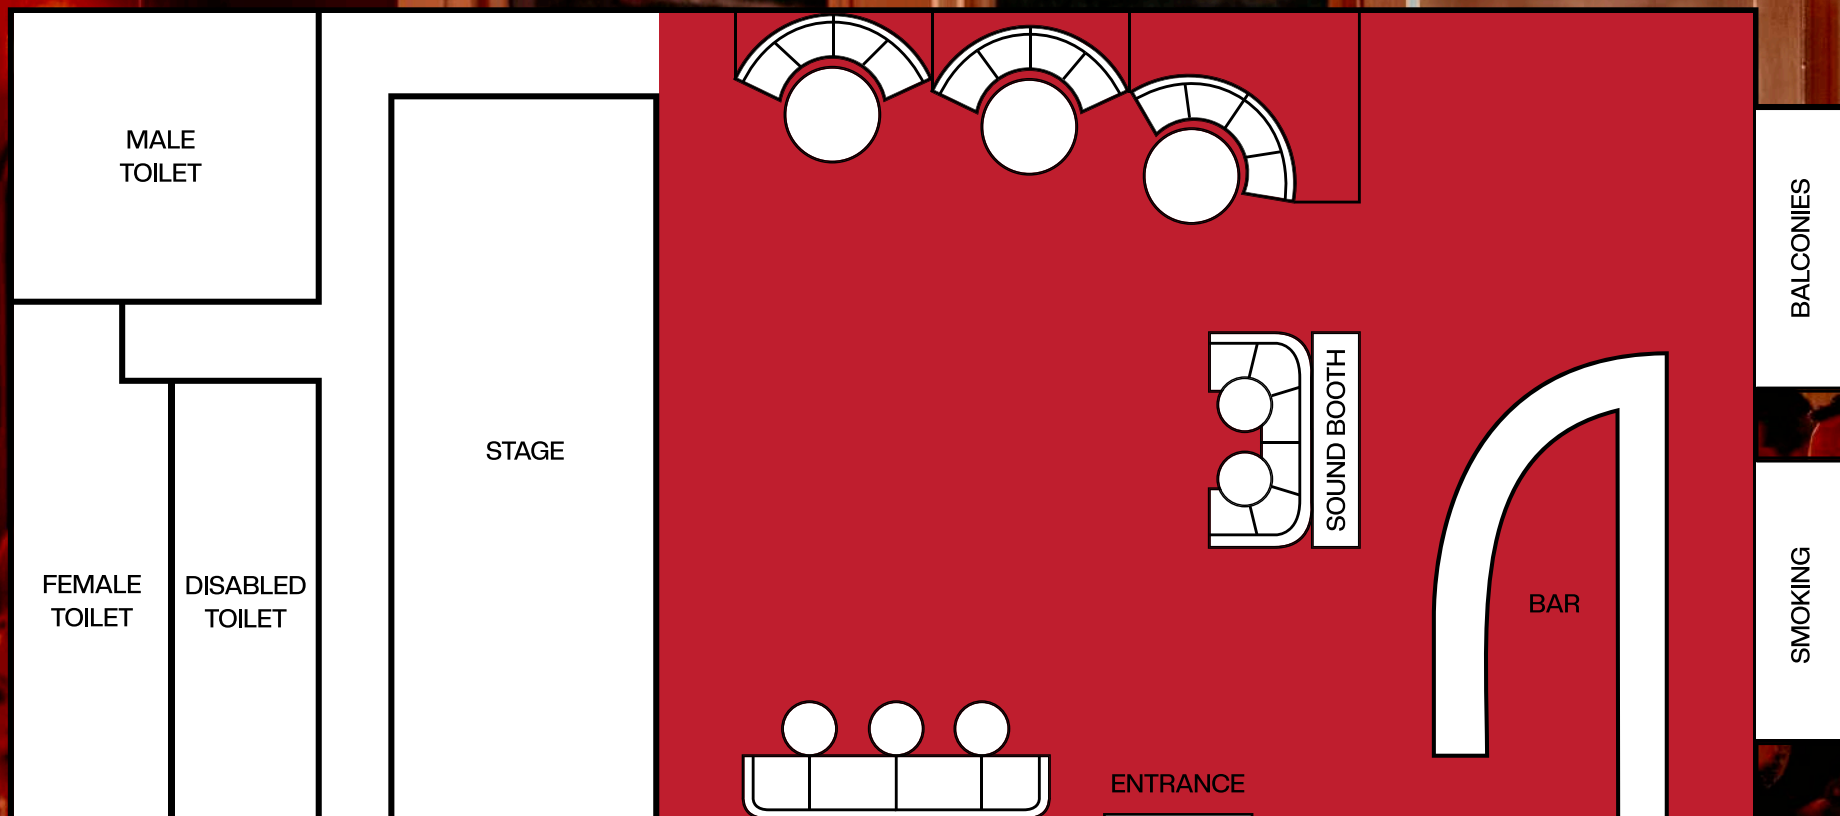 MALE
TOILET
FEMALE
TOILET
DISABLED
TOILET
STAGE
SOUND BOOTH
BAR
ENTRANCE
BALCONIES
SMOKING